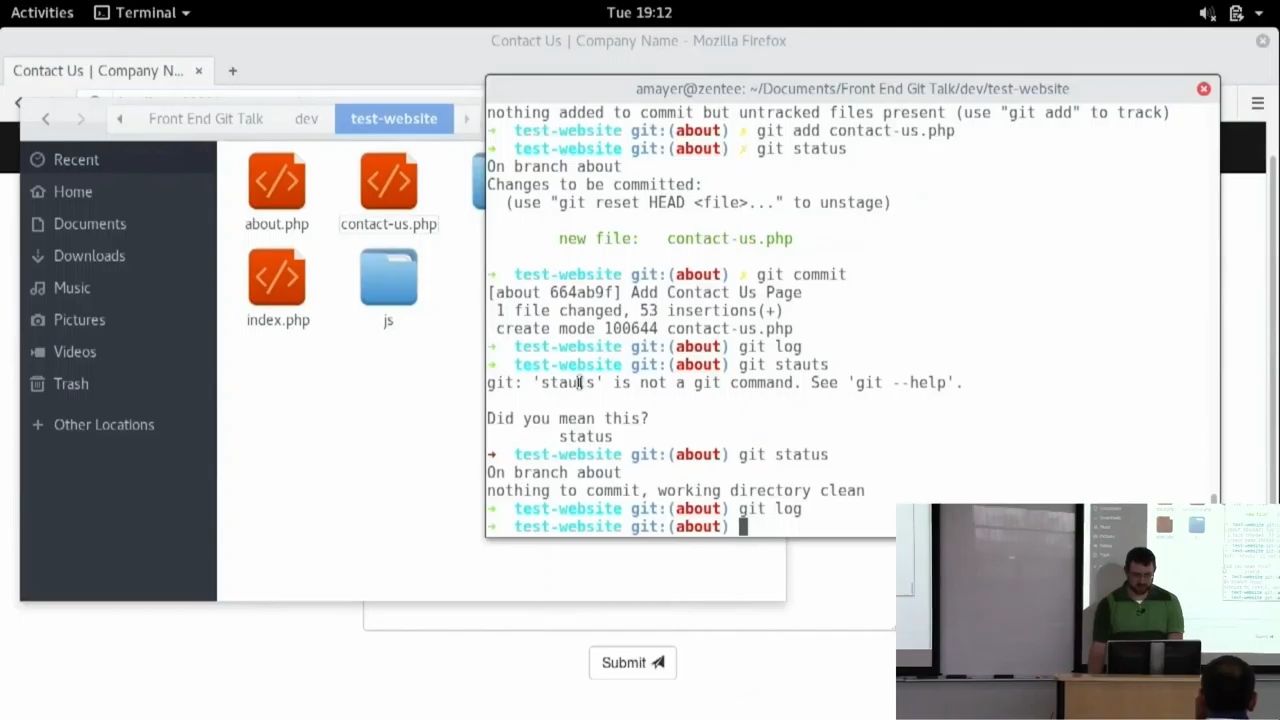 Activities
Terminal
Tue 19:12
Contact Us | Company Name - Mozilla Firefox
Contact Us | Company N...
Front End Git Talk
dev
test-website
Recent
Home
Documents
Downloads
Music
Pictures
Videos
Trash
Other Locations
about.php
contact-us.php
index.php
js
amayer@zentee: ~/Documents/Front End Git Talk/dev/test-website
nothing added to commit but untracked files present (use "git add" to track)
→ test-website git:(about) ✗ git add contact-us.php
→ test-website git:(about) ✗ git status
On branch about
Changes to be committed:
(use "git reset HEAD <file>..." to unstage)
new file: contact-us.php
→ test-website git:(about) ✗ git commit
[about 664ab9f] Add Contact Us Page
1 file changed, 53 insertions(+)
create mode 100644 contact-us.php
→ test-website git:(about) git log
→ test-website git:(about) git stauts
git: 'stauts' is not a git command. See 'git --help'.
Did you mean this?
status
→ test-website git:(about) git status
On branch about
nothing to commit, working directory clean
test-website git:(about) git log
test-website git:(about)
Submit